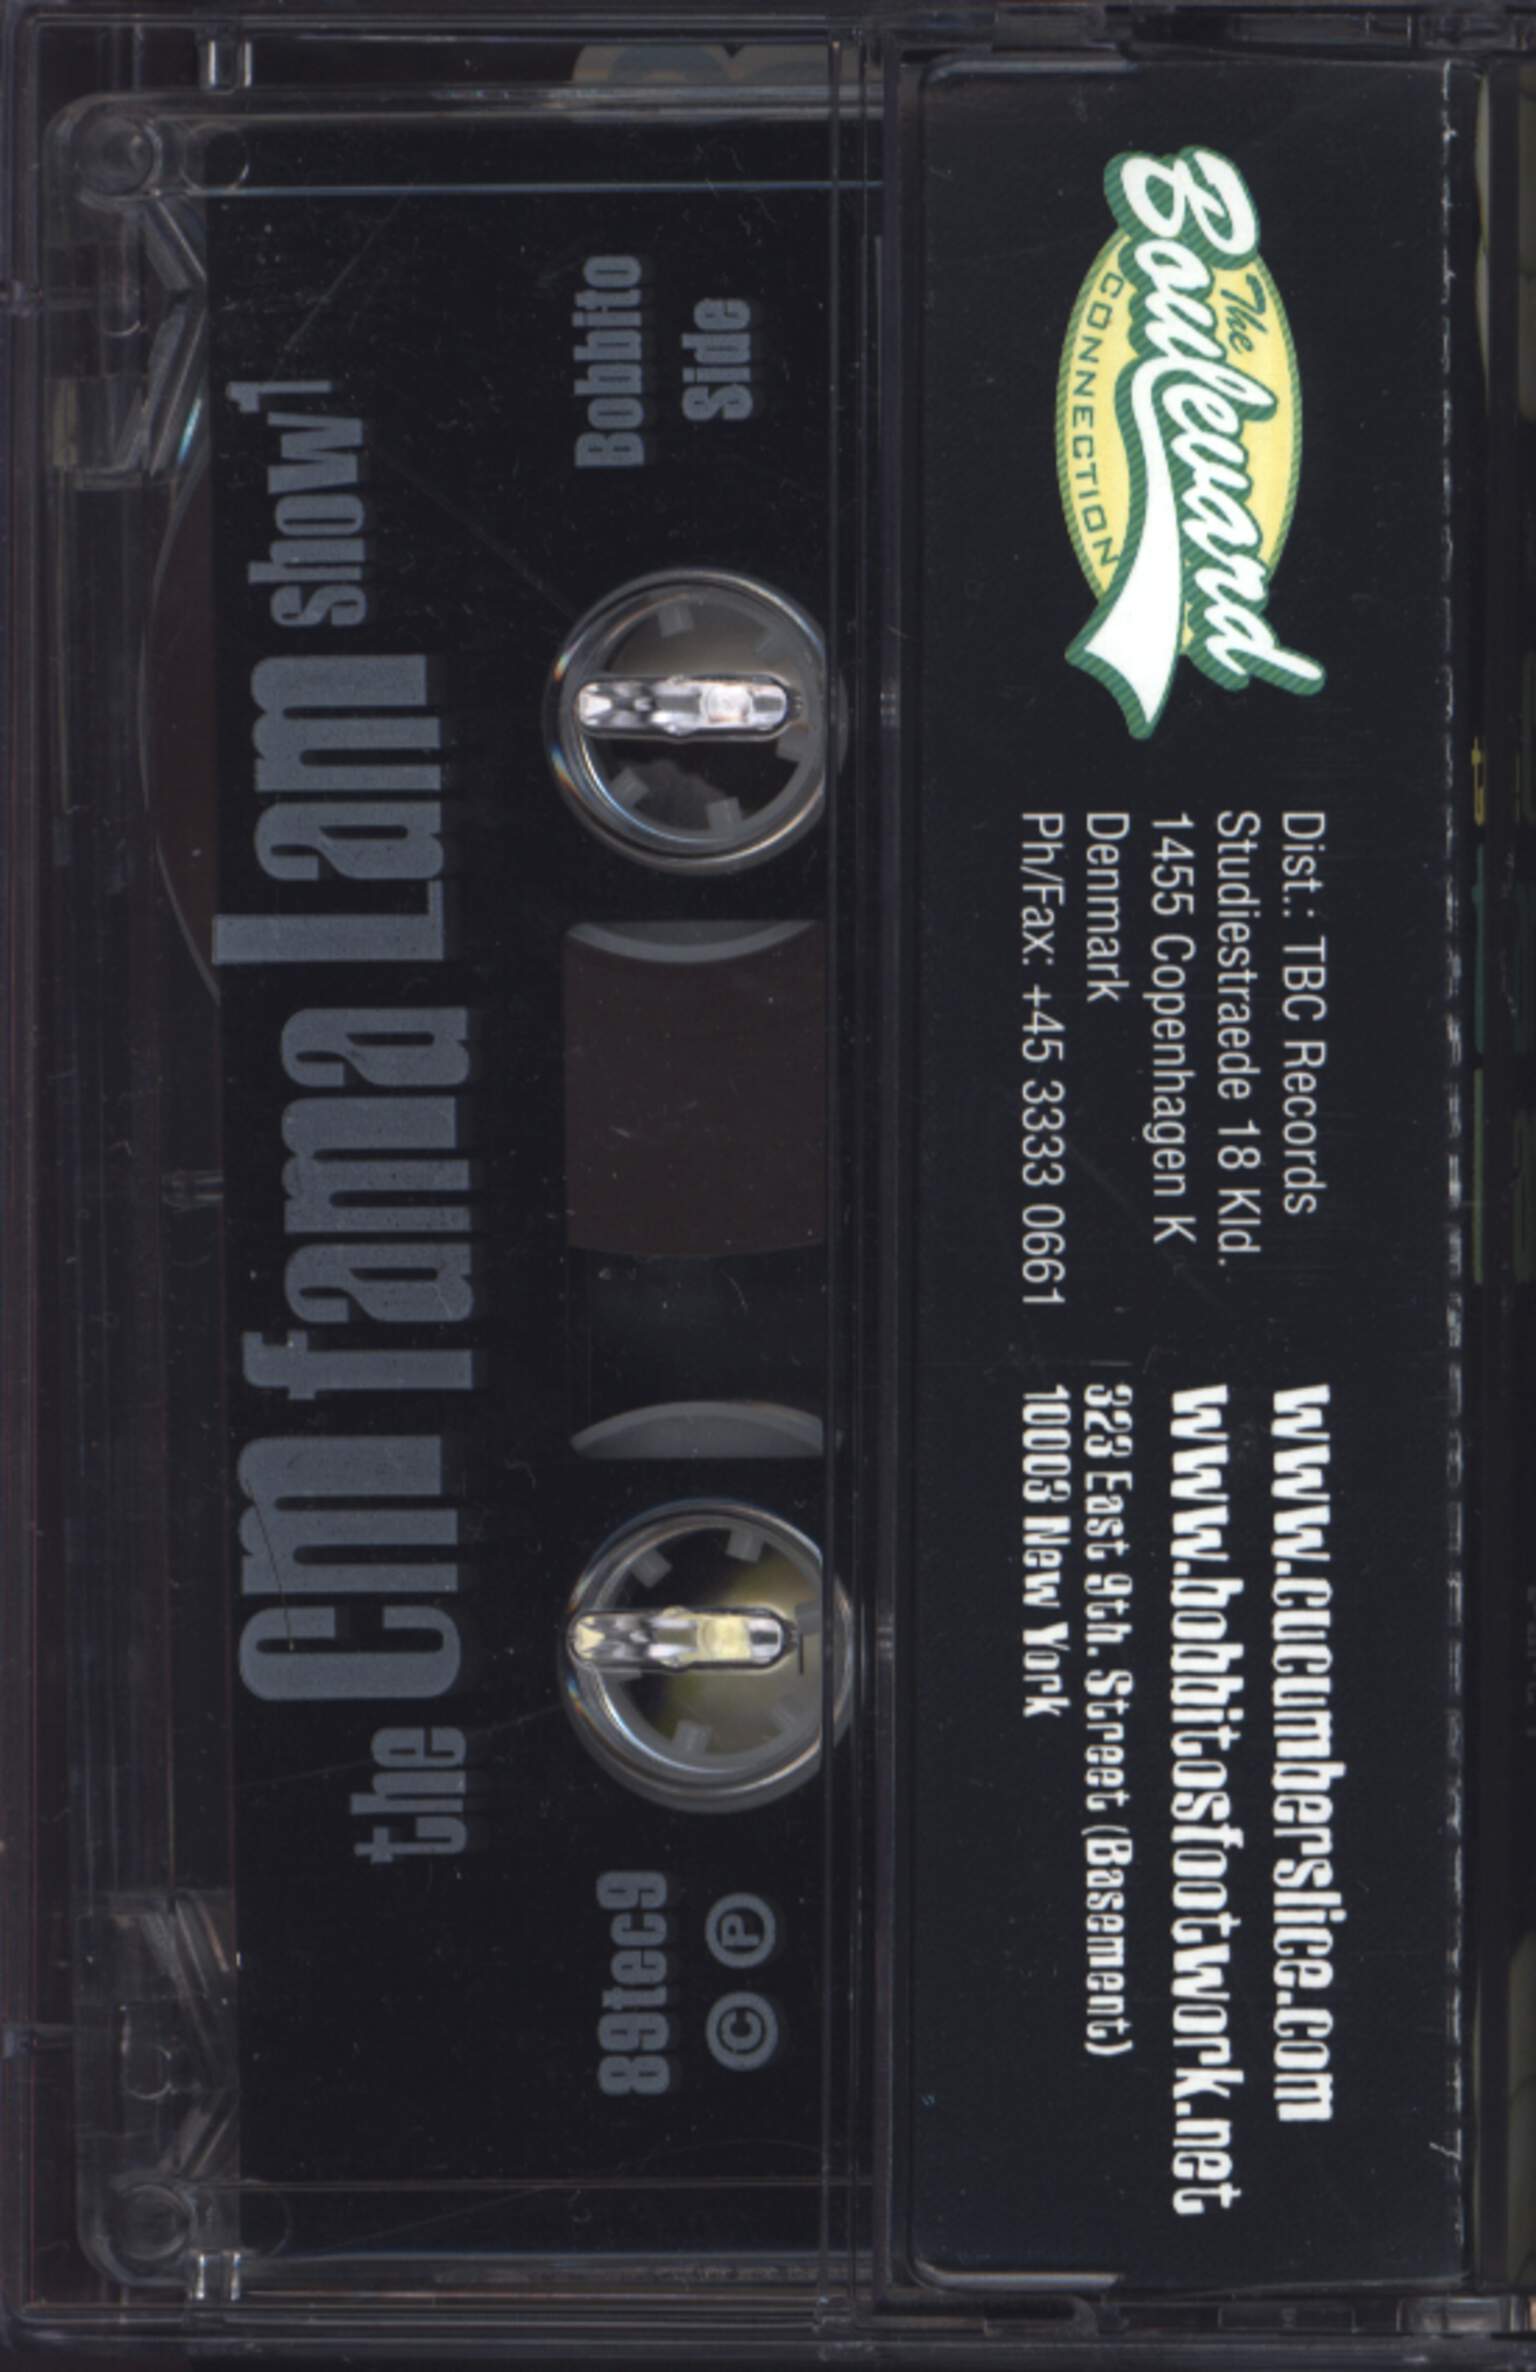 the cm fama Lam show1
Bobbito
Side
89tec9
© ℗
The
Boulevard
CONNECTION
Dist.: TBC Records
Studiestraede 18 Kld.
1455 Copenhagen K
Denmark
Ph/Fax: +45 3333 0661
www.cucumberslice.com
www.bobbitosfootwork.net
323 East 9th. Street (Basement)
10003 New York